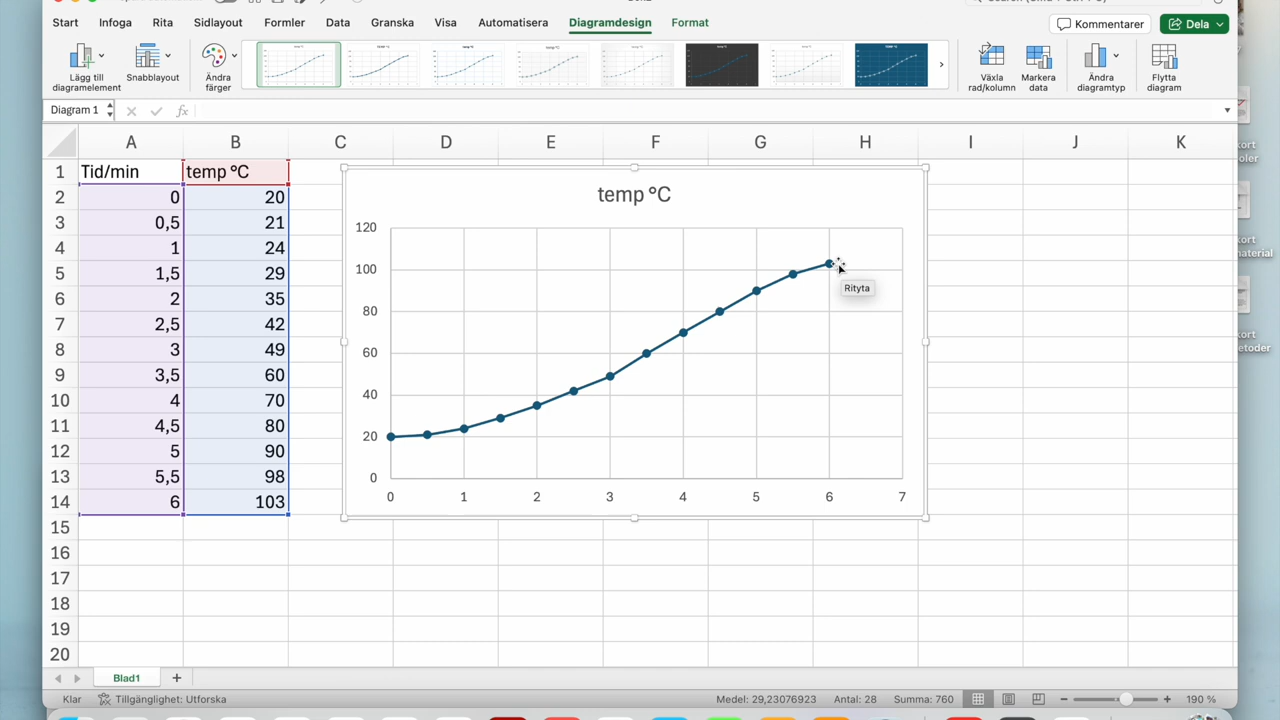 Start Infoga Rita Sidlayout Formler Data Granska Visa Automatisera Diagramdesign Format Kommentarer Dela
Lägg till diagramelement
Snabblayout
Ändra färger
Växla rad/kolumn
Markera data
Ändra diagramtyp
Flytta diagram
Diagram 1 fx
A B C D E F G H I J K
1 Tid/min temp °C
2 0 20
3 0,5 21
4 1 24
5 1,5 29
6 2 35
7 2,5 42
8 3 49
9 3,5 60
10 4 70
11 4,5 80
12 5 90
13 5,5 98
14 6 103
15
16
17
18
19
20
temp °C
120
100
80
60
40
20
0
0 1 2 3 4 5 6 7
Rityta
kort
kort
kort
Blad1 +
Klar Tillgänglighet: Utforska Medel: 29,23076923 Antal: 28 Summa: 760 190 %